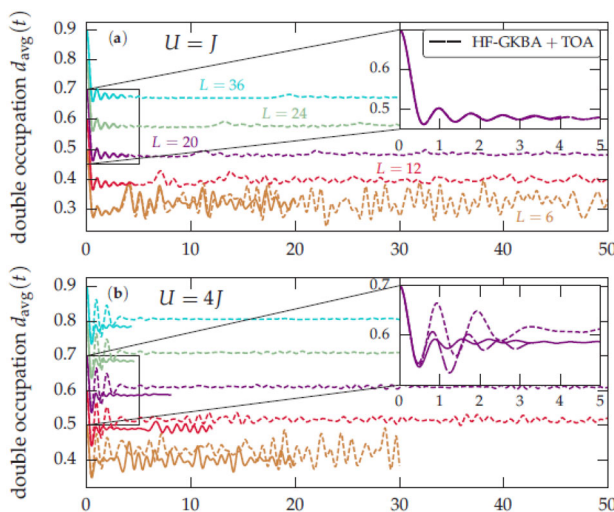 double occupation d_avg(t)
0.9
0.8
0.7
0.6
0.5
0.4
0.3
(a)
U = J
L = 36
L = 24
L = 20
L = 12
L = 6
HF-GKBA + TOA
0.6
0.5
0 1 2 3 4 5
0 10 20 30 40 50
double occupation d_avg(t)
0.9
0.8
0.7
0.6
0.5
0.4
(b)
U = 4J
0.7
0.6
0 1 2 3 4 5
0 10 20 30 40 50